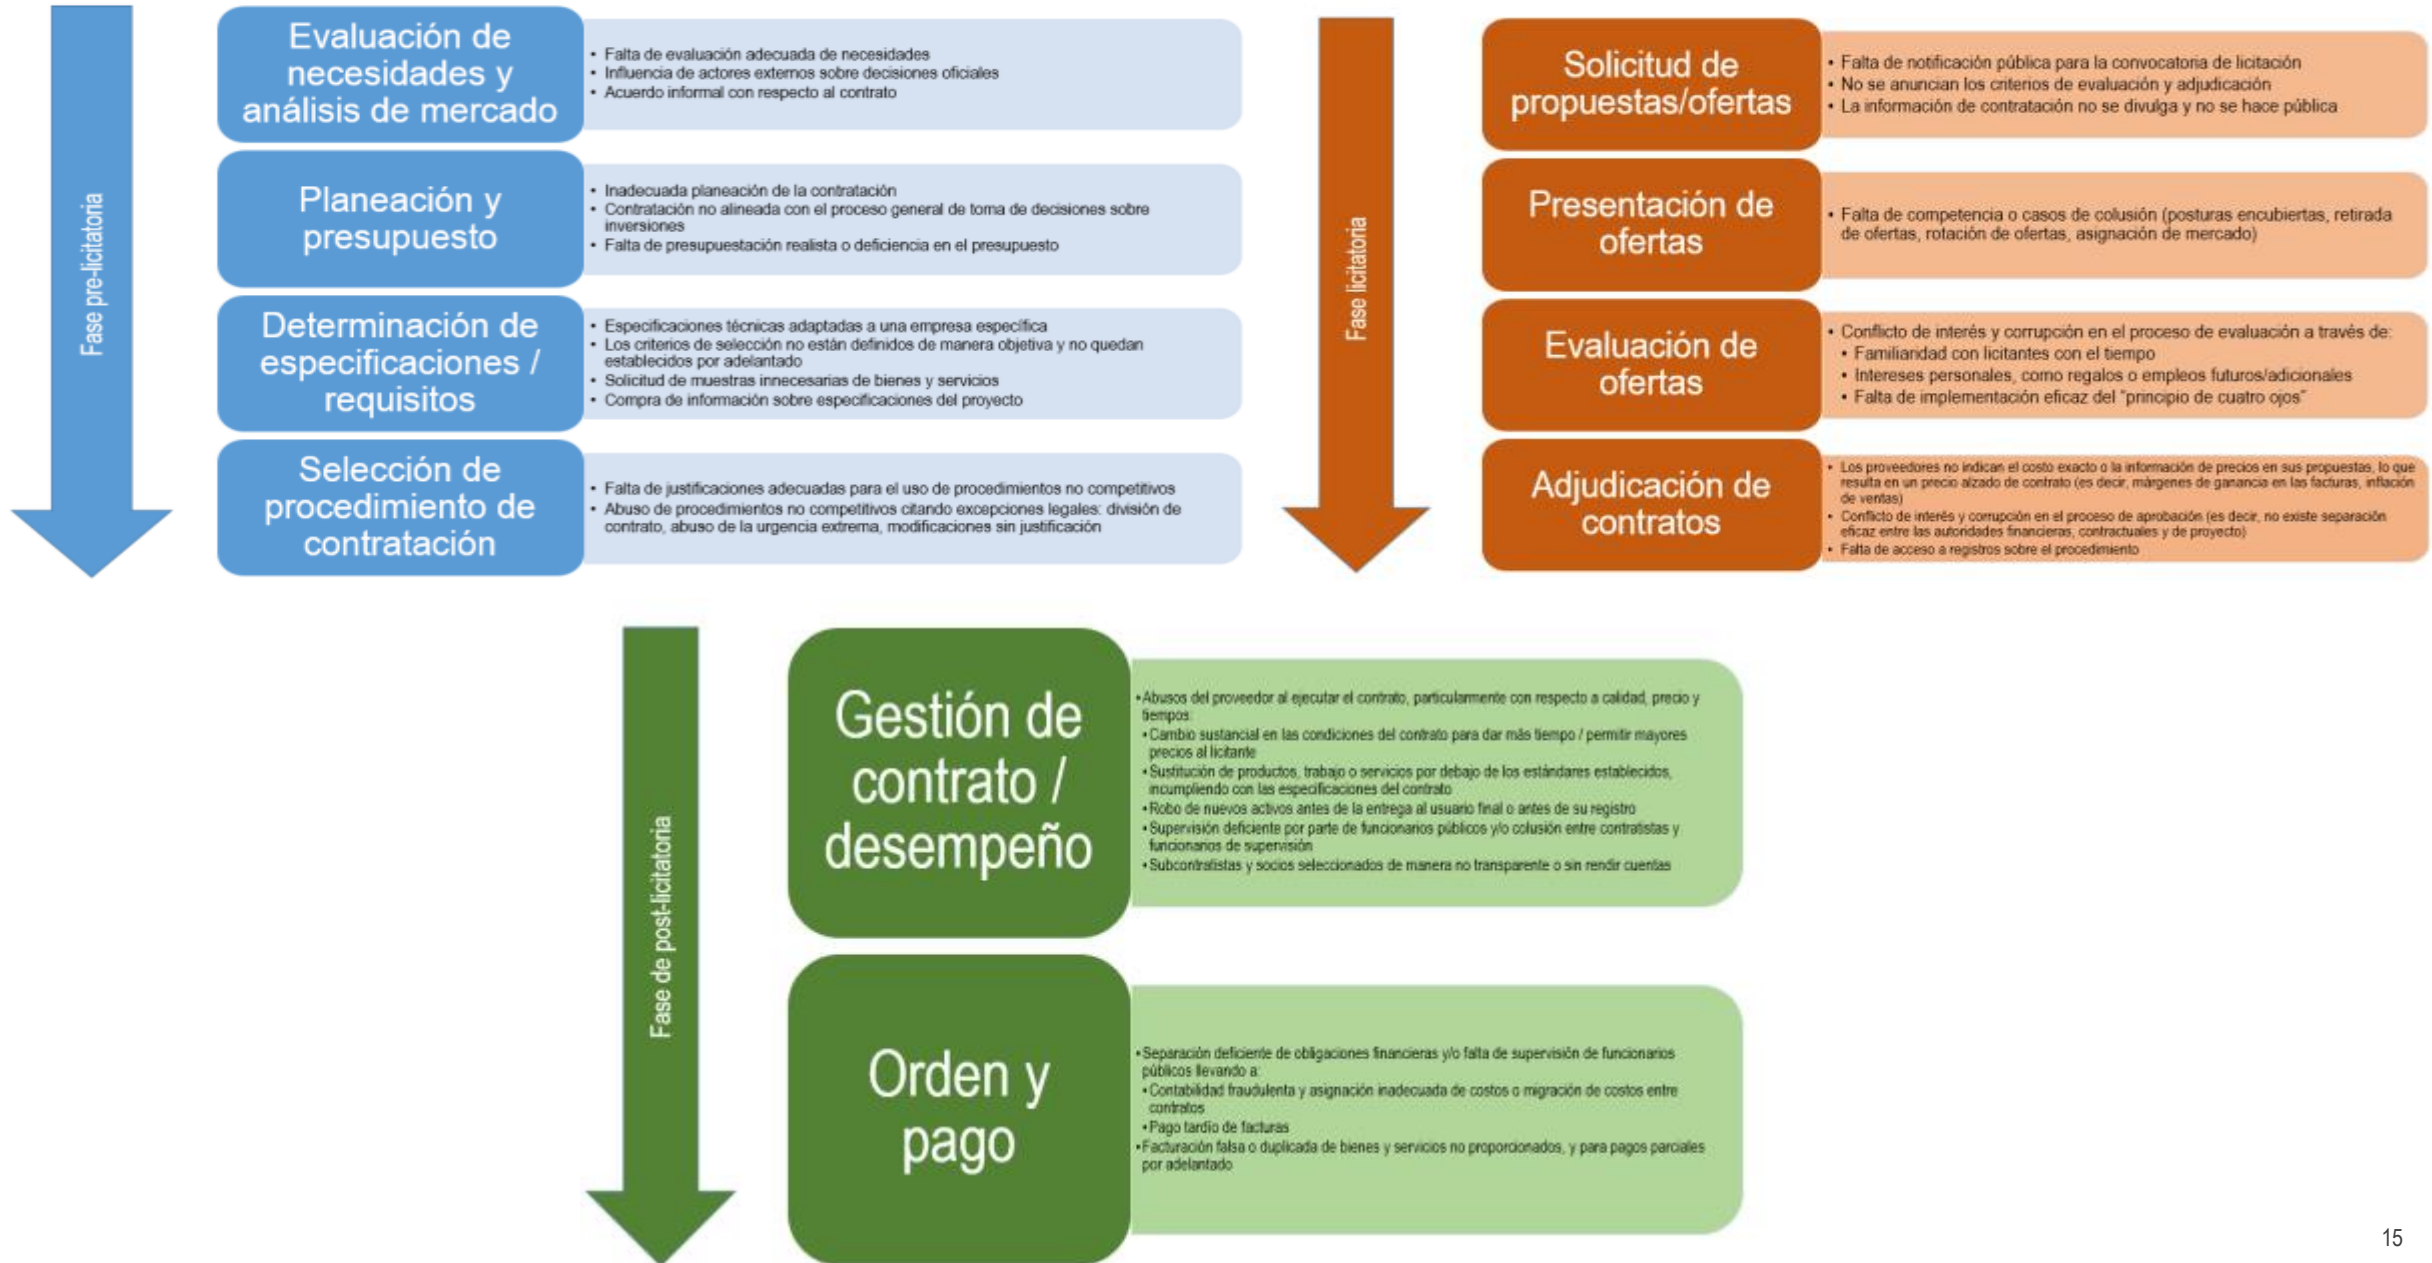 Fase pre-licitatoria
Evaluación de
necesidades y
análisis de mercado
• Falta de evaluación adecuada de necesidades
• Influencia de actores externos sobre decisiones oficiales
• Acuerdo informal con respecto al contrato
Planeación y
presupuesto
• Inadecuada planeación de la contratación
• Contratación no alineada con el proceso general de toma de decisiones sobre
inversiones
• Falta de presupuestación realista o deficiencia en el presupuesto
Determinación de
especificaciones /
requisitos
• Especificaciones técnicas adaptadas a una empresa específica
• Los criterios de selección no están definidos de manera objetiva y no quedan
establecidos por adelantado
• Solicitud de muestras innecesarias de bienes y servicios
• Compra de información sobre especificaciones del proyecto
Selección de
procedimiento de
contratación
• Falta de justificaciones adecuadas para el uso de procedimientos no competitivos
• Abuso de procedimientos no competitivos citando excepciones legales: división de
contrato, abuso de la urgencia extrema, modificaciones sin justificación
Fase licitatoria
Solicitud de
propuestas/ofertas
• Falta de notificación pública para la convocatoria de licitación
• No se anuncian los criterios de evaluación y adjudicación
• La información de contratación no se divulga y no se hace pública
Presentación de
ofertas
• Falta de competencia o casos de colusión (posturas encubiertas, retirada
de ofertas, rotación de ofertas, asignación de mercado)
Evaluación de
ofertas
• Conflicto de interés y corrupción en el proceso de evaluación a través de:
• Familiaridad con licitantes con el tiempo
• Intereses personales, como regalos o empleos futuros/adicionales
• Falta de implementación eficaz del "principio de cuatro ojos"
Adjudicación de
contratos
• Los proveedores no indican el costo exacto o la información de precios en sus propuestas, lo que
resulta en un precio alzado de contrato (es decir, márgenes de ganancia en las facturas, inflación
de ventas)
• Conflicto de interés y corrupción en el proceso de aprobación (es decir, no existe separación
eficaz entre las autoridades financieras, contractuales y de proyecto)
• Falta de acceso a registros sobre el procedimiento
Fase de post-licitatoria
Gestión de
contrato /
desempeño
• Abusos del proveedor al ejecutar el contrato, particularmente con respecto a calidad, precio y
tiempos:
• Cambio sustancial en las condiciones del contrato para dar más tiempo / permitir mayores
precios al licitante
• Sustitución de productos, trabajo o servicios por debajo de los estándares establecidos,
incumpliendo con las especificaciones del contrato
• Robo de nuevos activos antes de la entrega al usuario final o antes de su registro
• Supervisión deficiente por parte de funcionarios públicos y/o colusión entre contratistas y
funcionarios de supervisión
• Subcontratistas y socios seleccionados de manera no transparente o sin rendir cuentas
Orden y
pago
• Separación deficiente de obligaciones financieras y/o falta de supervisión de funcionarios
públicos llevando a:
• Contabilidad fraudulenta y asignación inadecuada de costos o migración de costos entre
contratos
• Pago tardío de facturas
• Facturación falsa o duplicada de bienes y servicios no proporcionados, y para pagos parciales
por adelantado
15